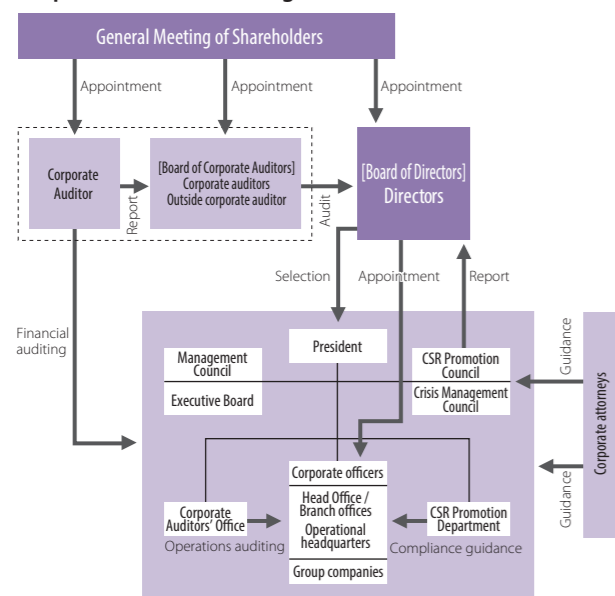 General Meeting of Shareholders
Appointment
Appointment
Appointment
Corporate
Auditor
Report
[Board of Corporate Auditors]
Corporate auditors
Outside corporate auditor
Audit
[Board of Directors]
Directors
Selection
Appointment
Report
Financial
auditing
Management
Council
Executive Board
President
CSR Promotion
Council
Crisis Management
Council
Guidance
Guidance
Corporate attorneys
Corporate officers
Head Office /
Branch offices
Operational
headquarters
Group companies
Corporate
Auditors' Office
Operations auditing
CSR Promotion
Department
Compliance guidance